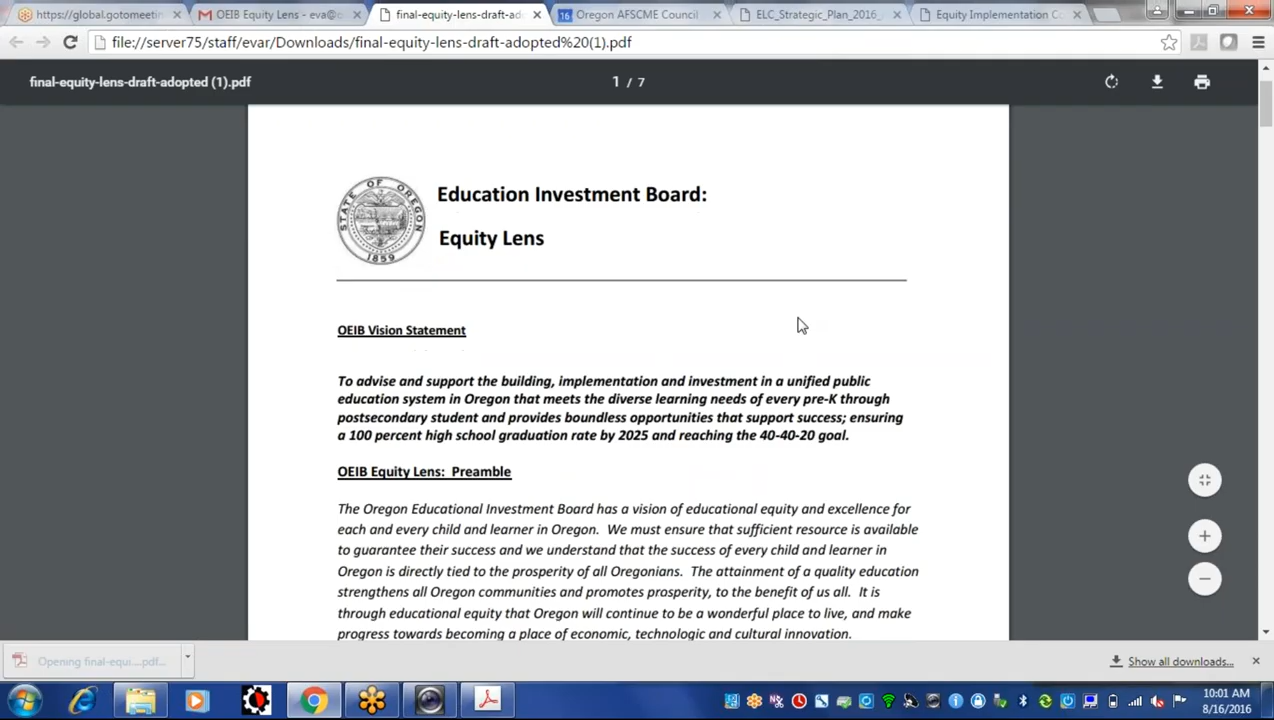 https://global.gotomeeti
OEIB Equity Lens - eva@o
final-equity-lens-draft-ad
Oregon AFSCME Council
ELC_Strategic_Plan_2016_
Equity Implementation C
file://server75/staff/evar/Downloads/final-equity-lens-draft-adopted%20(1).pdf
final-equity-lens-draft-adopted (1).pdf
1 / 7
STATE OF OREGON
1859
Education Investment Board:
Equity Lens
OEIB Vision Statement
To advise and support the building, implementation and investment in a unified public
education system in Oregon that meets the diverse learning needs of every pre-K through
postsecondary student and provides boundless opportunities that support success; ensuring
a 100 percent high school graduation rate by 2025 and reaching the 40-40-20 goal.
OEIB Equity Lens: Preamble
The Oregon Educational Investment Board has a vision of educational equity and excellence for
each and every child and learner in Oregon. We must ensure that sufficient resource is available
to guarantee their success and we understand that the success of every child and learner in
Oregon is directly tied to the prosperity of all Oregonians. The attainment of a quality education
strengthens all Oregon communities and promotes prosperity, to the benefit of us all. It is
through educational equity that Oregon will continue to be a wonderful place to live, and make
progress towards becoming a place of economic, technologic and cultural innovation.
Opening final-equi....pdf...
Show all downloads...
10:01 AM
8/16/2016